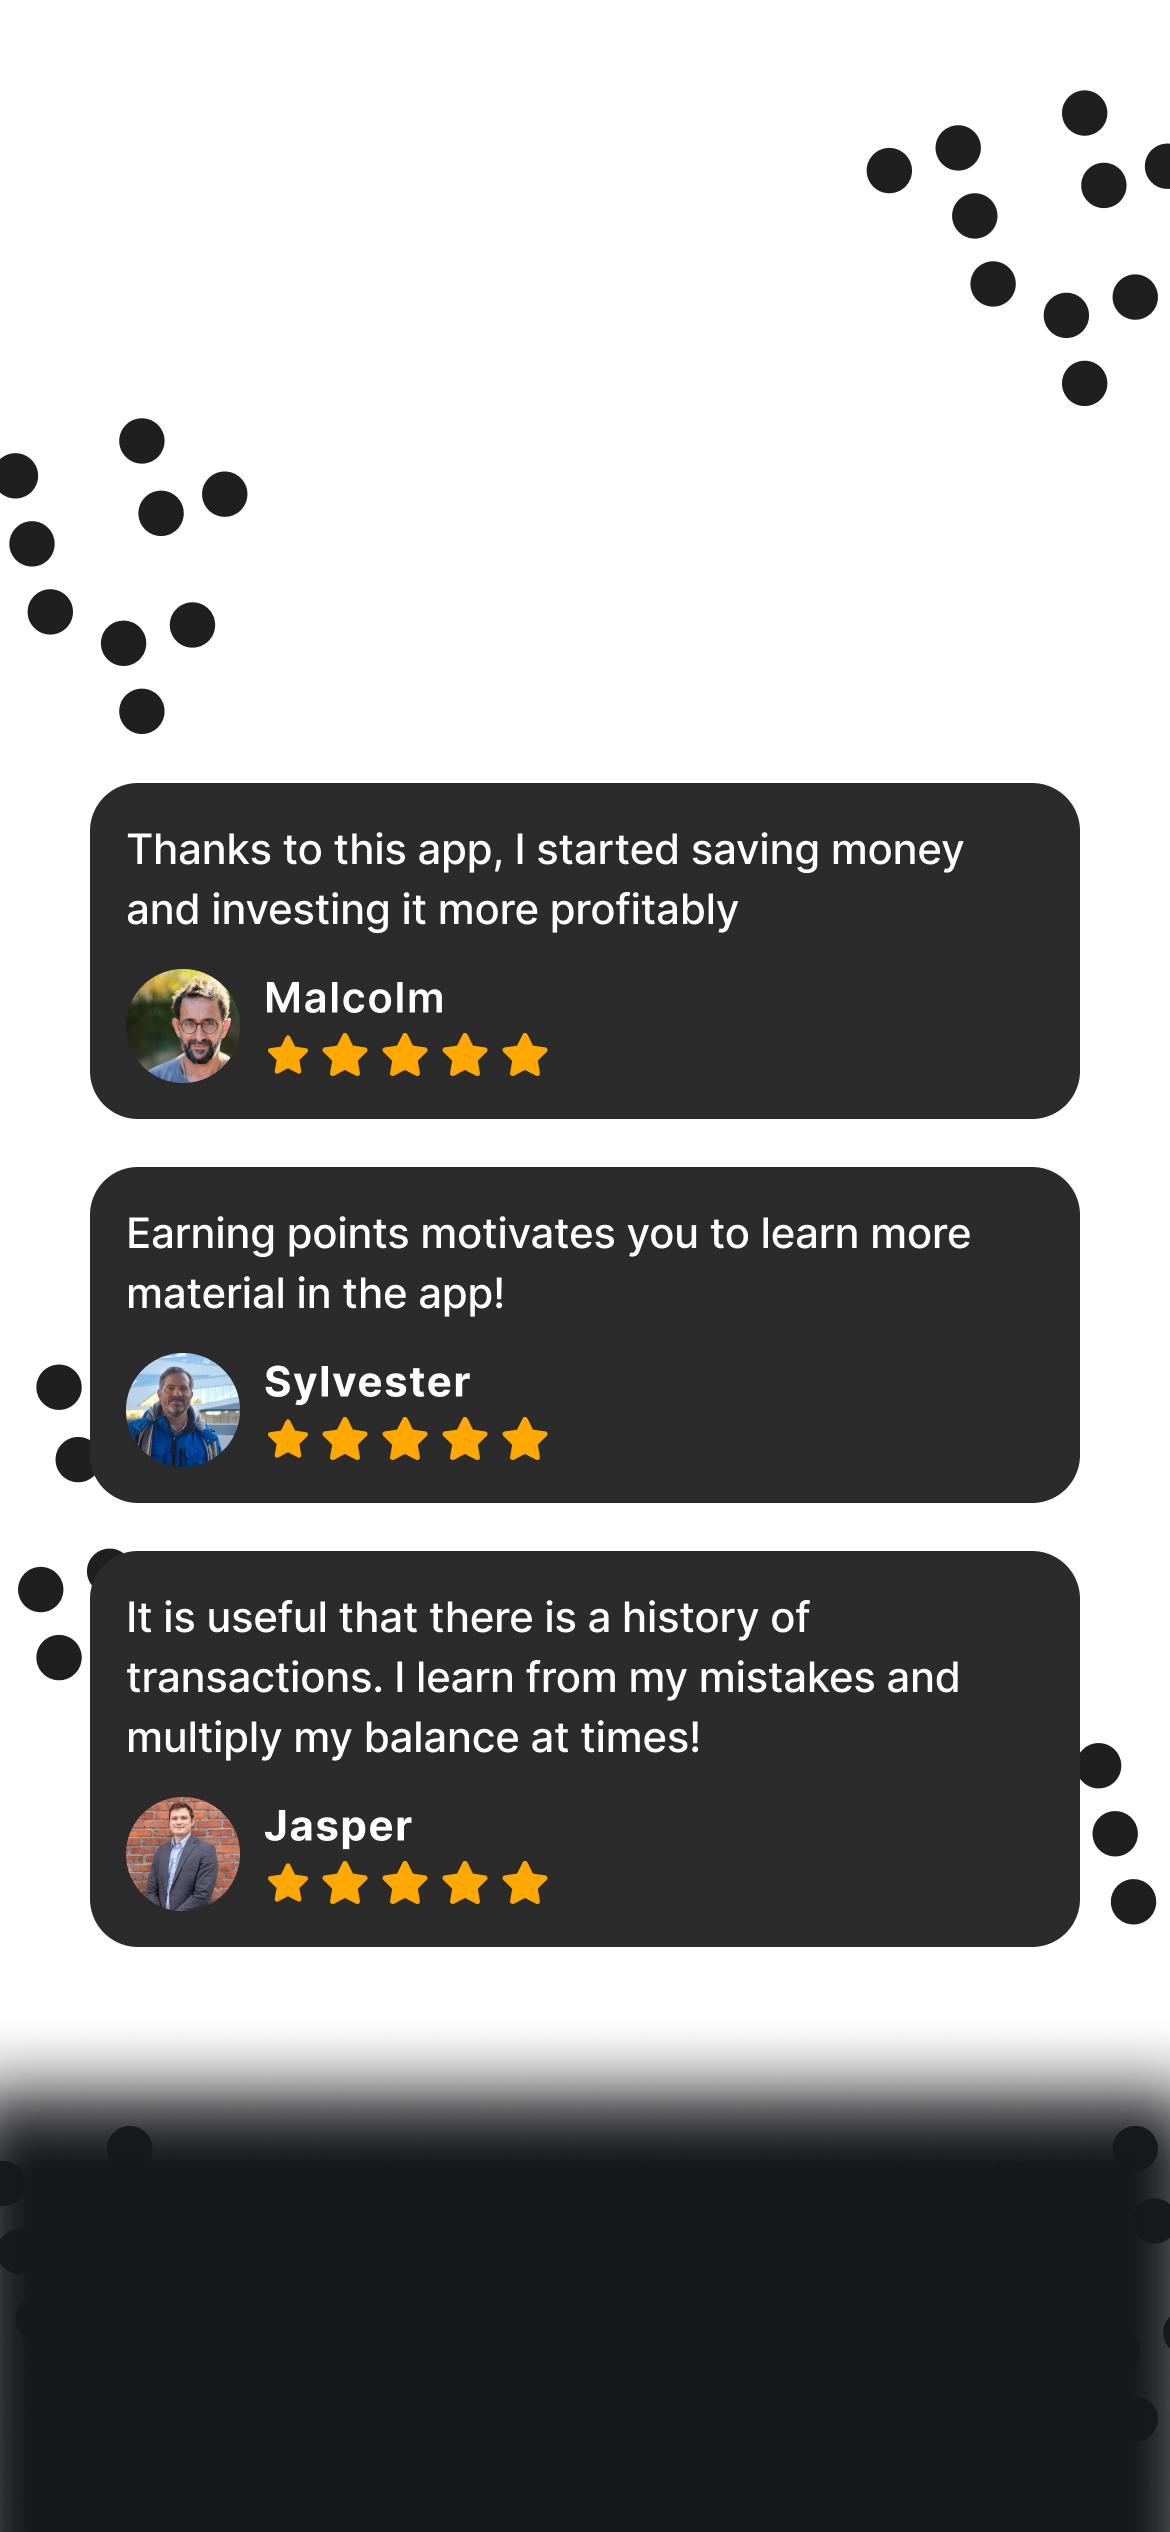 Thanks to this app, I started saving money
and investing it more profitably
Malcolm
Earning points motivates you to learn more
material in the app!
Sylvester
It is useful that there is a history of
transactions. I learn from my mistakes and
multiply my balance at times!
Jasper